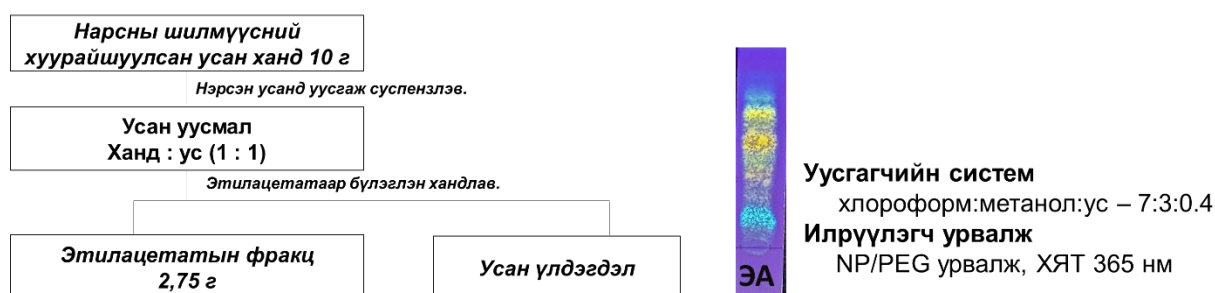 Нарсны шилмүүсний
хуурайшуулсан усан ханд 10 г
Нэрсэн усанд уусгаж суспензлэв.
Усан уусмал
Ханд : ус (1 : 1)
Этилацетатаар бүлэглэн хандлав.
Этилацетатын фракц
2,75 г
Усан үлдэгдэл
ЭА
Уусгагчийн систем
хлороформ:метанол:ус – 7:3:0.4
Илрүүлэгч урвалж
NP/PEG урвалж, ХЯТ 365 нм